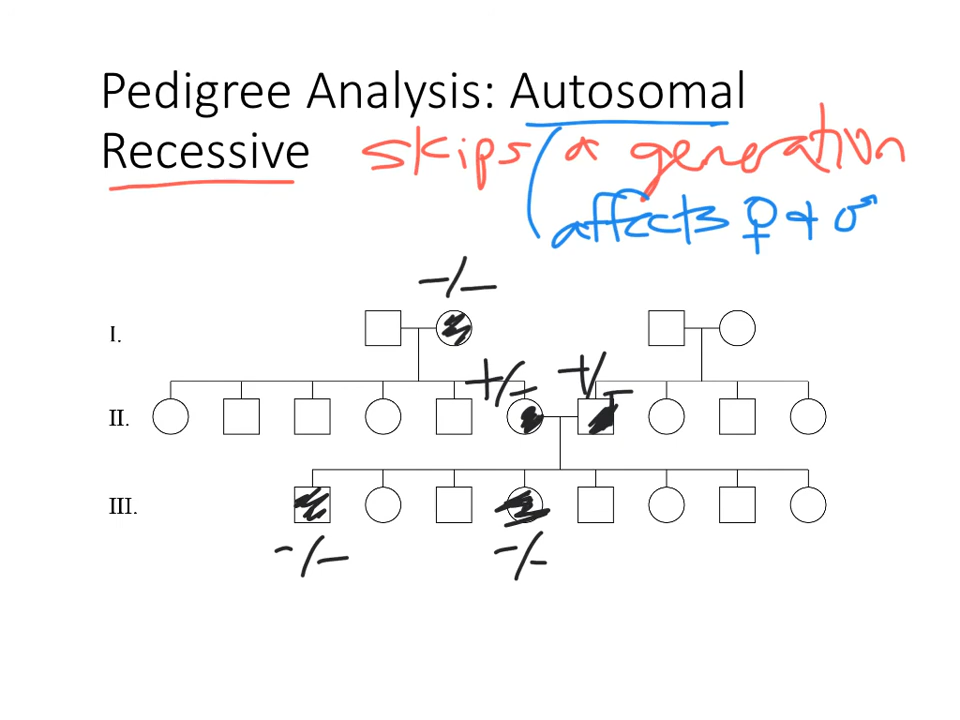 Pedigree Analysis: Autosomal
Recessive skips a generation
affects ♀ & ♂
-/-
I.
+/- +/-
II.
III.
-/- -/-